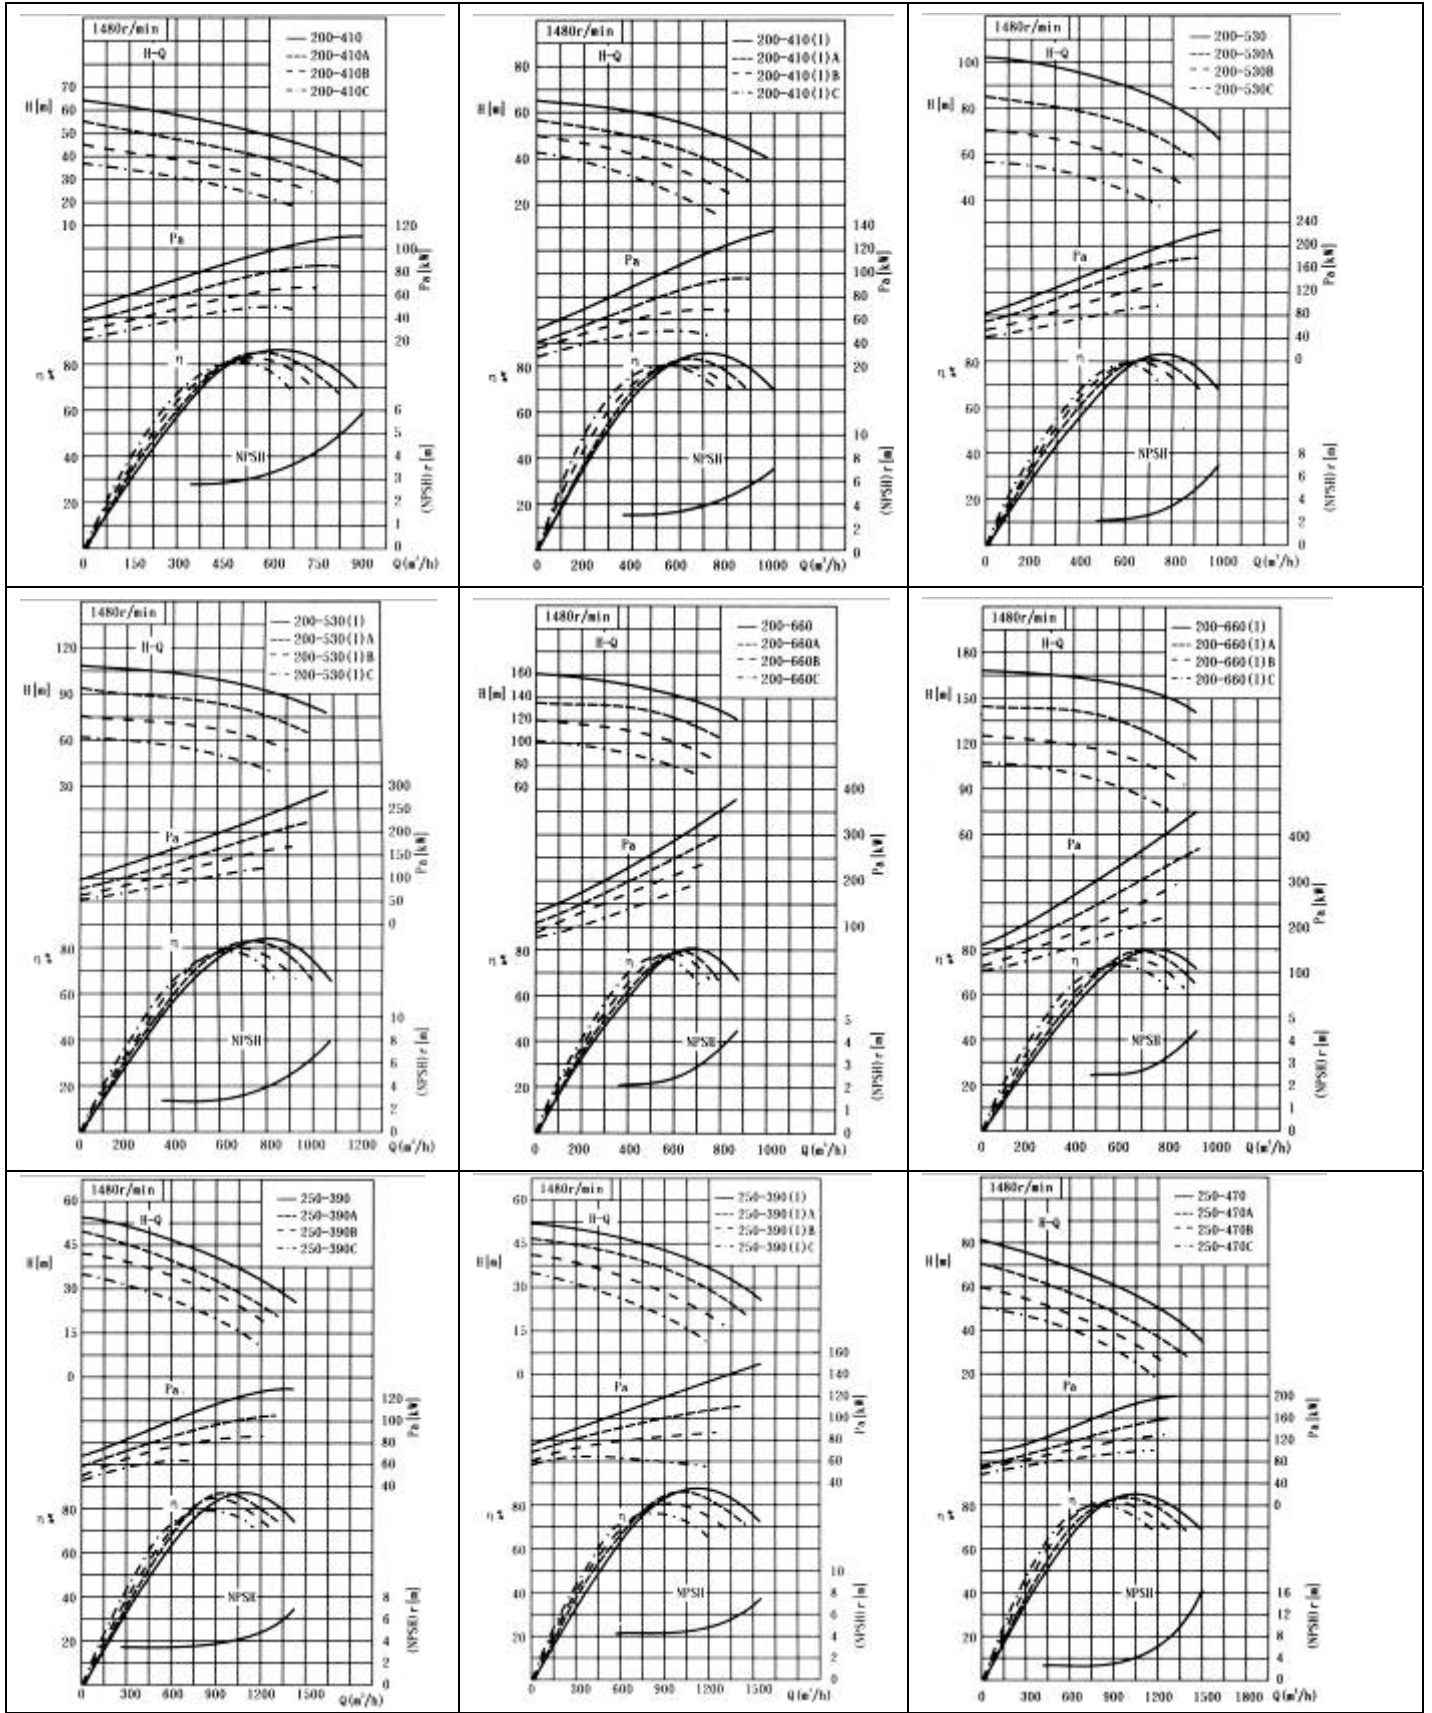 1480r/min
200-410
200-410A
200-410B
200-410C
H-Q
70
H[m] 60
50
40
30
20
10
Pa
120
100
80
60
40
20
Pa[kW]
η
80
60
40
20
NPSH
6
5
4
3
2
1
0
(NPSH)r[m]
0 150 300 450 600 750 900 Q(m³/h)
1480r/min
200-410(I)
200-410(I)A
200-410(I)B
200-410(I)C
H-Q
80
H[m]
60
40
20
Pa
140
120
100
80
60
40
20
Pa[kW]
η
80
60
40
20
NPSH
10
8
6
4
2
0
(NPSH)r[m]
0 200 400 600 800 1000 Q(m³/h)
1480r/min
200-530
200-530A
200-530B
200-530C
H-Q
100
H[m]
80
60
40
Pa
240
200
160
120
80
40
0
Pa[kW]
η
80
60
40
20
NPSH
8
6
4
2
0
(NPSH)r[m]
0 200 400 600 800 1000 Q(m³/h)
1480r/min
200-530(I)
200-530(I)A
200-530(I)B
200-530(I)C
H-Q
120
H[m] 90
60
30
Pa
300
250
200
150
100
50
0
Pa[kW]
η
80
60
40
20
NPSH
10
8
6
4
2
0
(NPSH)r[m]
0 200 400 600 800 1000 1200 Q(m³/h)
1480r/min
200-660
200-660A
200-660B
200-660C
H-Q
160
H[m] 140
120
100
80
60
Pa
400
300
200
100
Pa[kW]
η
80
60
40
20
NPSH
5
4
3
2
1
0
(NPSH)r[m]
0 200 400 600 800 1000 Q(m³/h)
1480r/min
200-660(I)
200-660(I)A
200-660(I)B
200-660(I)C
H-Q
180
H[m] 150
120
90
60
Pa
400
300
200
100
Pa[kW]
η
80
60
40
20
NPSH
5
4
3
2
1
0
(NPSH)r[m]
0 200 400 600 800 1000 Q(m³/h)
1480r/min
250-390
250-390A
250-390B
250-390C
H-Q
60
45
H[m]
30
15
0
Pa
120
100
80
60
40
Pa[kW]
η
80
60
40
20
NPSH
8
6
4
2
0
(NPSH)r[m]
0 300 600 900 1200 1500 Q(m³/h)
1480r/min
250-390(I)
250-390(I)A
250-390(I)B
250-390(I)C
H-Q
60
45
H[m]
30
15
0
Pa
160
140
120
100
80
60
40
Pa[kW]
η
80
60
40
20
NPSH
10
8
6
4
2
0
(NPSH)r[m]
0 300 600 900 1200 1500 Q(m³/h)
1480r/min
250-470
250-470A
250-470B
250-470C
H-Q
80
H[m]
60
40
20
Pa
200
160
120
80
40
0
Pa[kW]
η
80
60
40
20
NPSH
16
12
8
4
0
(NPSH)r[m]
0 300 600 900 1200 1500 1800 Q(m³/h)